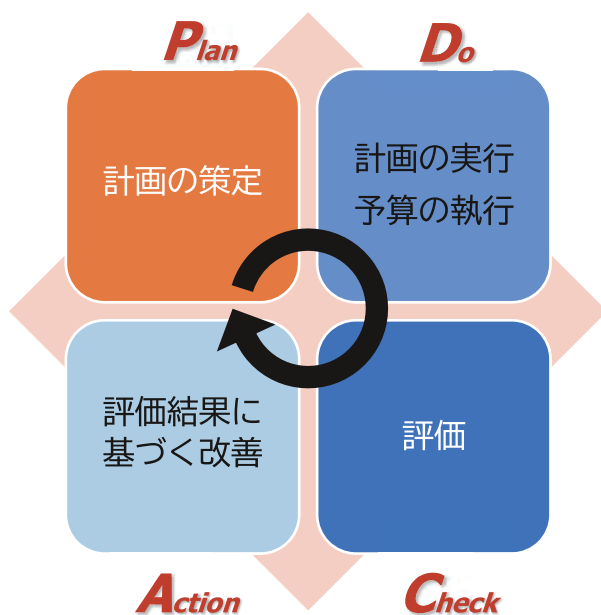 Plan
Do
計画の策定
計画の実行
予算の執行
評価結果に
基づく改善
評価
Action
Check